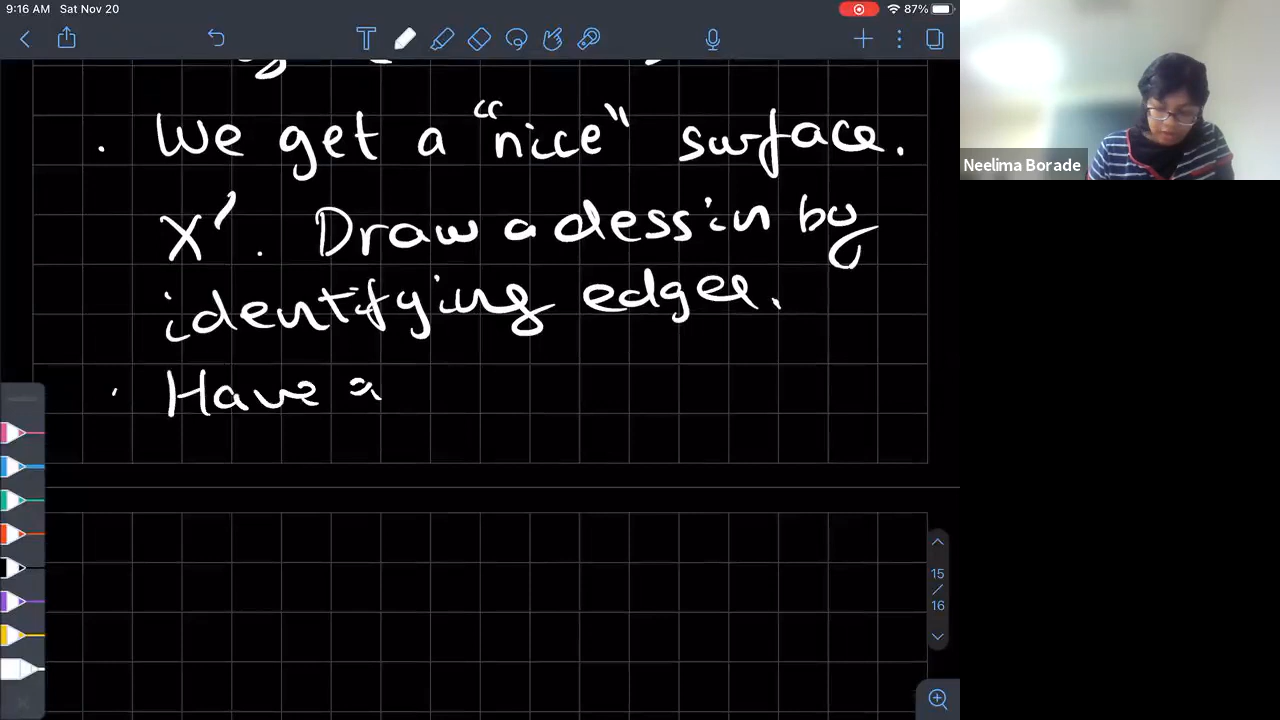 9:16 AM Sat Nov 20
87%
We get a "nice" surface.
X'. Draw a dessin by
identifying edges.
Have a
Neelima Borade
15
/
16